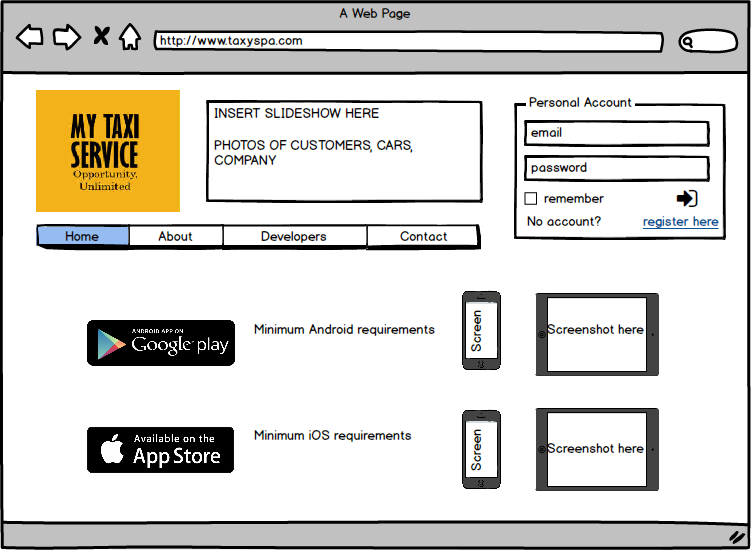 A Web Page
http://www.taxyspa.com
MY TAXI
SERVICE
Opportunity,
Unlimited
INSERT SLIDESHOW HERE
PHOTOS OF CUSTOMERS, CARS,
COMPANY
Personal Account
email
password
remember
No account? register here
Home About Developers Contact
ANDROID APP ON
Google play
Minimum Android requirements
Screen
Screenshot here
Available on the
App Store
Minimum iOS requirements
Screen
Screenshot here